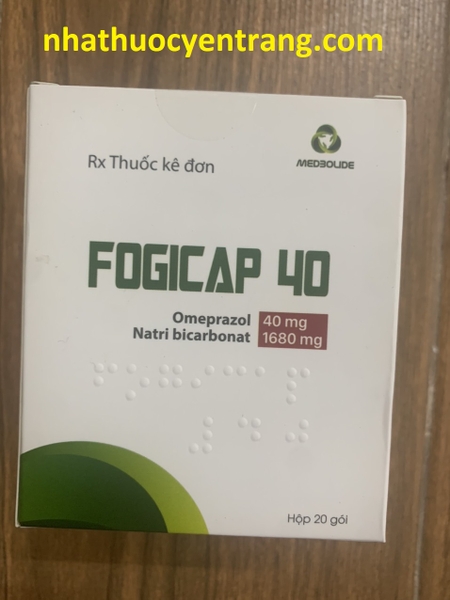 nhathuocyentrang.com
Rx Thuốc kê đơn
MEDBOLIDE
FOGICAP 40
Omeprazol 40 mg
Natri bicarbonat 1680 mg
Hộp 20 gói